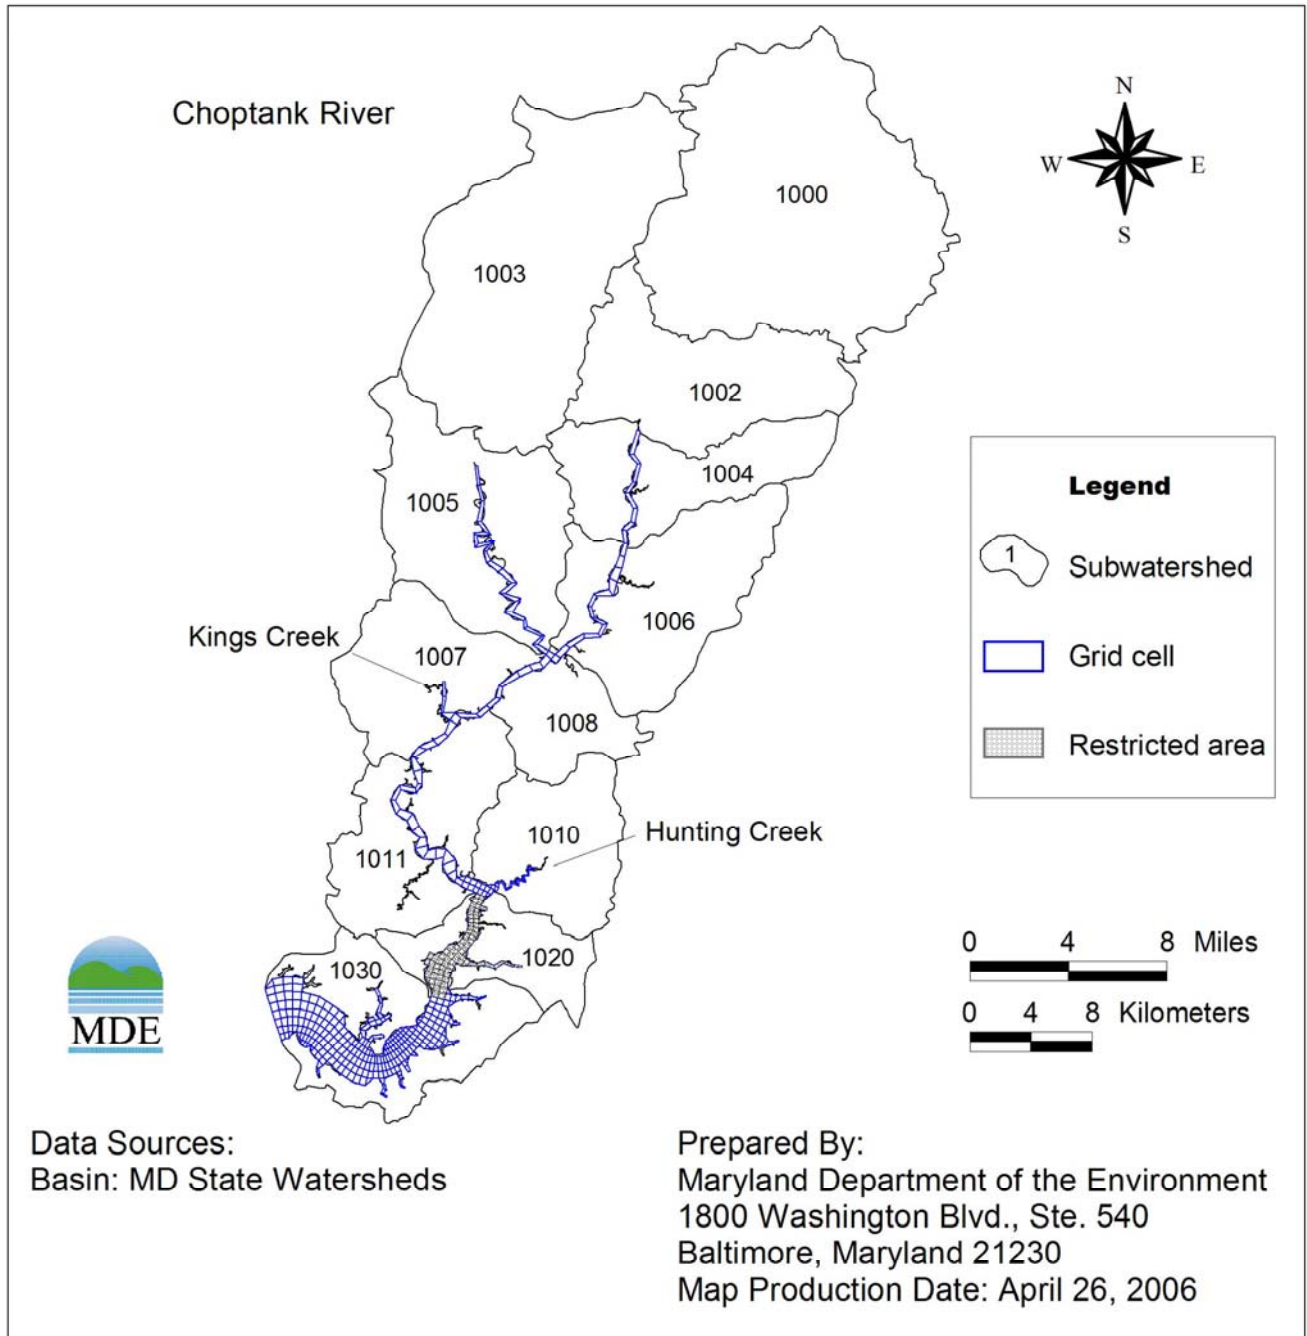 Choptank River
N
W
E
S
1000
1003
1002
1004
1005
1006
Kings Creek
1007
1008
Hunting Creek
1010
1011
1020
1030
Legend
1
Subwatershed
Grid cell
Restricted area
0 4 8 Miles
0 4 8 Kilometers
MDE
Data Sources:
Basin: MD State Watersheds
Prepared By:
Maryland Department of the Environment
1800 Washington Blvd., Ste. 540
Baltimore, Maryland 21230
Map Production Date: April 26, 2006